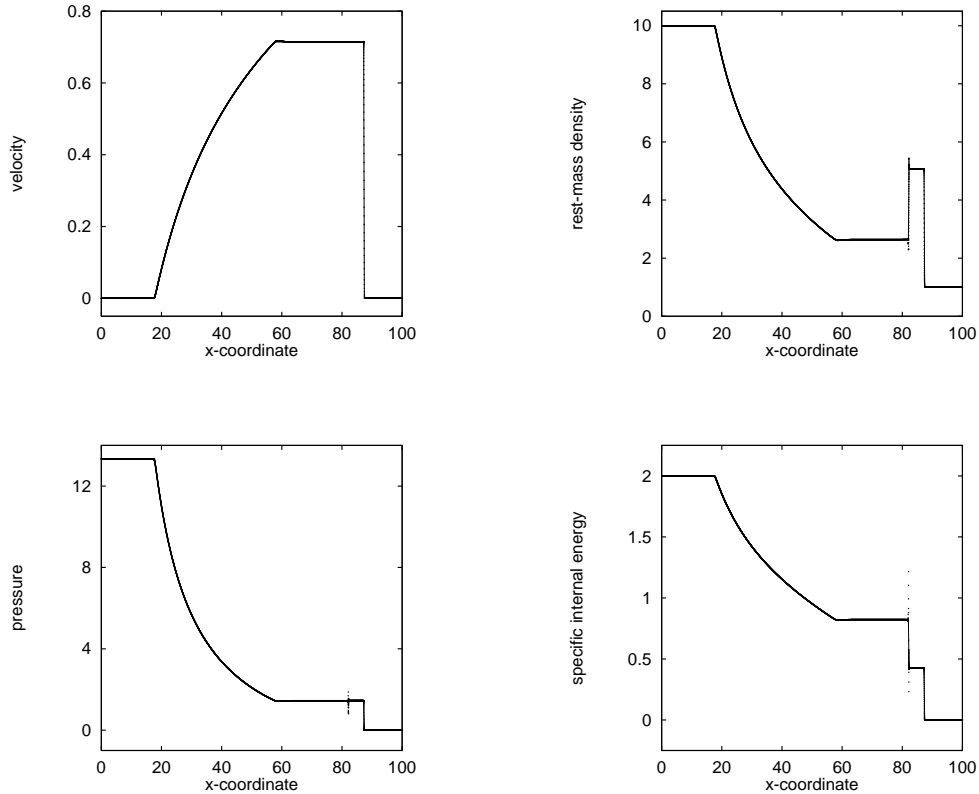 0.8
0.6
0.4
0.2
0
velocity
0 20 40 60 80 100
x-coordinate
10
8
6
4
2
0
rest-mass density
0 20 40 60 80 100
x-coordinate
12
8
4
0
pressure
0 20 40 60 80 100
x-coordinate
2
1.5
1
0.5
0
specific internal energy
0 20 40 60 80 100
x-coordinate